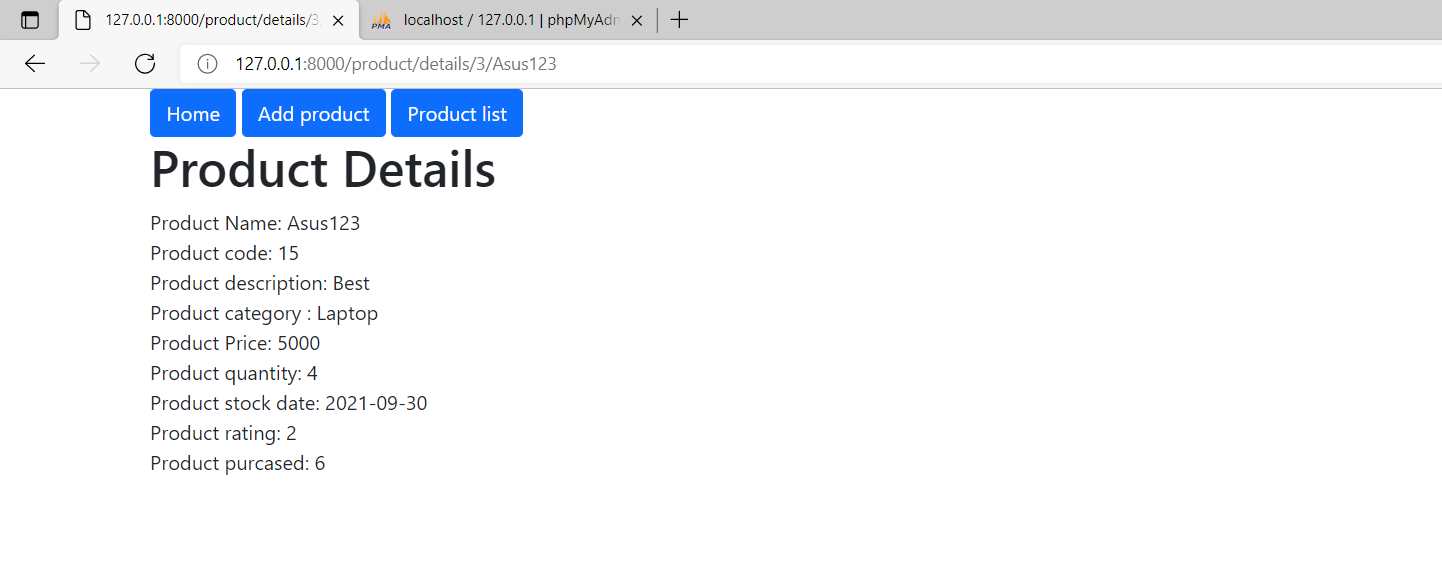 127.0.0.1:8000/product/details/3
PMA localhost / 127.0.0.1 | phpMyAdn
127.0.0.1:8000/product/details/3/Asus123
Home Add product Product list
Product Details
Product Name: Asus123
Product code: 15
Product description: Best
Product category : Laptop
Product Price: 5000
Product quantity: 4
Product stock date: 2021-09-30
Product rating: 2
Product purcased: 6